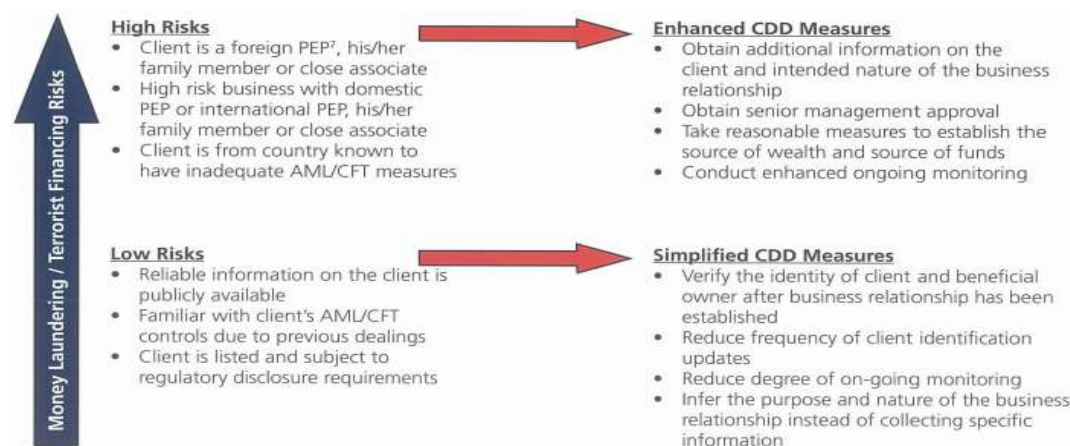 Money Laundering / Terrorist Financing Risks
High Risks
• Client is a foreign PEP7, his/her
family member or close associate
• High risk business with domestic
PEP or international PEP, his/her
family member or close associate
• Client is from country known to
have inadequate AML/CFT measures
Enhanced CDD Measures
• Obtain additional information on the
client and intended nature of the business
relationship
• Obtain senior management approval
• Take reasonable measures to establish the
source of wealth and source of funds
• Conduct enhanced ongoing monitoring
Low Risks
• Reliable information on the client is
publicly available
• Familiar with client's AML/CFT
controls due to previous dealings
• Client is listed and subject to
regulatory disclosure requirements
Simplified CDD Measures
• Verify the identity of client and beneficial
owner after business relationship has been
established
• Reduce frequency of client identification
updates
• Reduce degree of on-going monitoring
• Infer the purpose and nature of the business
relationship instead of collecting specific
information